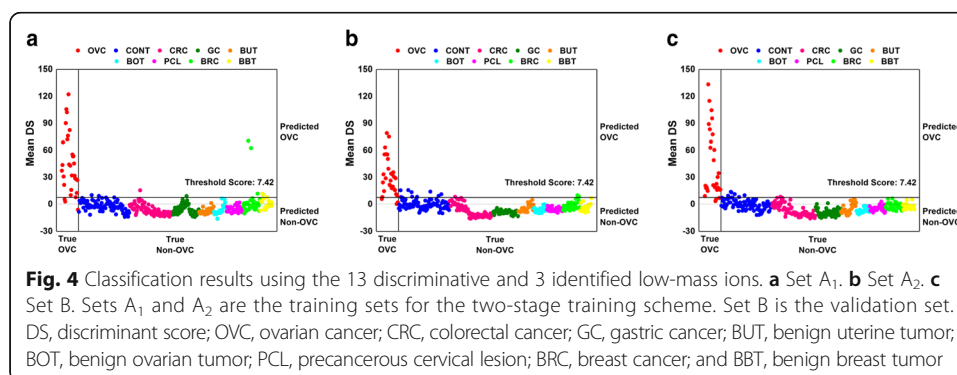 a
b
c
OVC CONT CRC GC BUT
BOT PCL BRC BBT
OVC CONT CRC GC BUT
BOT PCL BRC BBT
OVC CONT CRC GC BUT
BOT PCL BRC BBT
Mean DS
150
120
90
60
30
0
-30
Predicted
OVC
Threshold Score: 7.42
Predicted
Non-OVC
True
OVC
True
Non-OVC
Mean DS
150
120
90
60
30
0
-30
Predicted
OVC
Threshold Score: 7.42
Predicted
Non-OVC
True
OVC
True
Non-OVC
Mean DS
150
120
90
60
30
0
-30
Predicted
OVC
Threshold Score: 7.42
Predicted
Non-OVC
True
OVC
True
Non-OVC
Fig. 4 Classification results using the 13 discriminative and 3 identified low-mass ions. a Set A₁. b Set A₂. c
Set B. Sets A₁ and A₂ are the training sets for the two-stage training scheme. Set B is the validation set.
DS, discriminant score; OVC, ovarian cancer; CRC, colorectal cancer; GC, gastric cancer; BUT, benign uterine tumor;
BOT, benign ovarian tumor; PCL, precancerous cervical lesion; BRC, breast cancer; and BBT, benign breast tumor